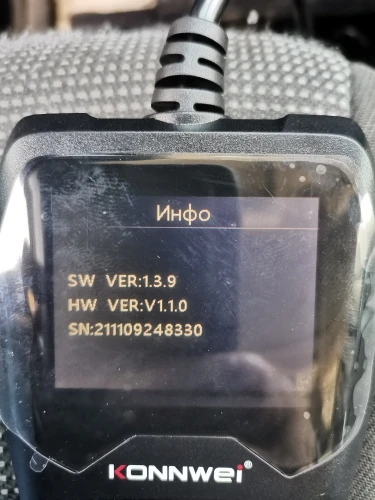 Инфо
SW VER:1.3.9
HW VER:V1.1.0
SN:211109248330
KONNWEI®